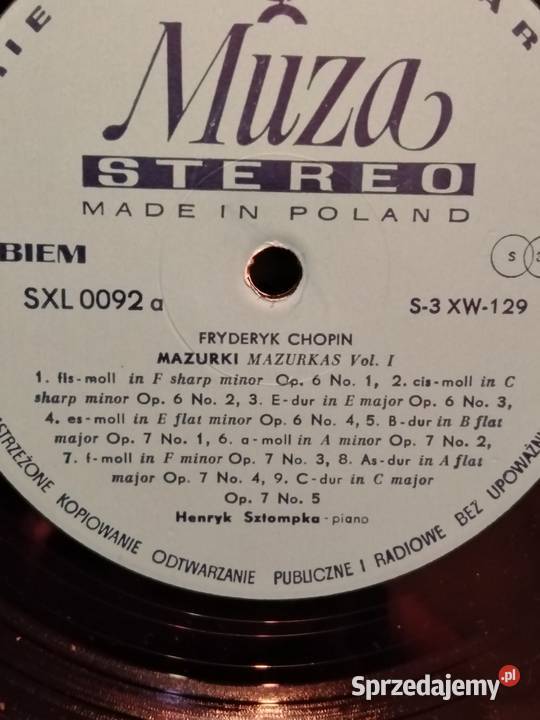 Muza
STEREO
MADE IN POLAND
BIEM
SXL 0092 a
S-3 XW-129
FRYDERYK CHOPIN
MAZURKI MAZURKAS Vol. I
1. fis-moll in F sharp minor Op. 6 No. 1, 2. cis-moll in C
sharp minor Op. 6 No. 2, 3. E-dur in E major Op. 6 No. 3,
4. es-moll in E flat minor Op. 6 No. 4, 5. B-dur in B flat
major Op. 7 No. 1, 6. a-moll in A minor Op. 7 No. 2,
7. f-moll in F minor Op. 7 No. 3, 8. As-dur in A flat
major Op. 7 No. 4, 9. C-dur in C major
Op. 7 No. 5
Henryk Sztompka - piano
KOPIOWANIE ODTWARZANIE PUBLICZNE I RADIOWE BEZ
Sprzedajemy.pl